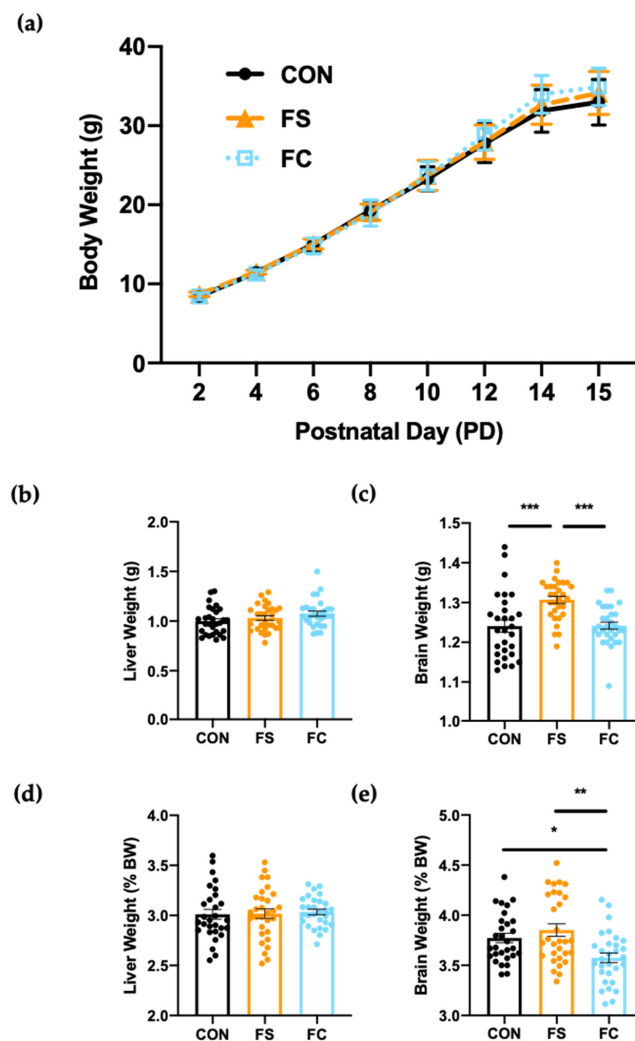 (a)
40
30
20
10
0
Body Weight (g)
CON
FS
FC
2 4 6 8 10 12 14 15
Postnatal Day (PD)
(b)
Liver Weight (g)
2.0
1.5
1.0
0.5
0.0
CON FS FC
(c)
Brain Weight (g)
*** ***
1.5
1.4
1.3
1.2
1.1
1.0
CON FS FC
(d)
Liver Weight (% BW)
4.0
3.5
3.0
2.5
2.0
CON FS FC
(e)
Brain Weight (% BW)
**
*
5.0
4.5
4.0
3.5
3.0
CON FS FC